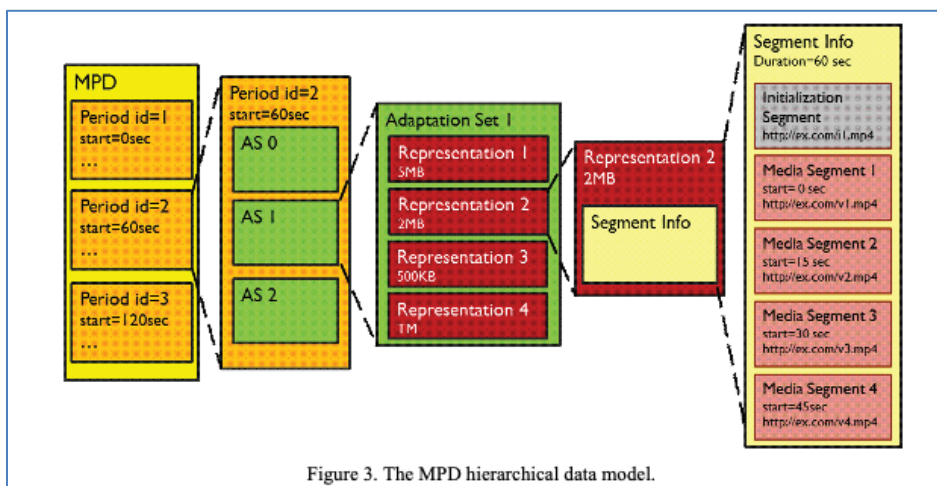 MPD
Period id=1
start=0sec
...
Period id=2
start=60sec
...
Period id=3
start=120sec
...
Period id=2
start=60sec
AS 0
AS 1
AS 2
Adaptation Set 1
Representation 1
5MB
Representation 2
2MB
Representation 3
500KB
Representation 4
TM
Representation 2
2MB
Segment Info
Segment Info
Duration=60 sec
Initialization
Segment
http://ex.com/i1.mp4
Media Segment 1
start= 0 sec
http://ex.com/v1.mp4
Media Segment 2
start=15 sec
http://ex.com/v2.mp4
Media Segment 3
start=30 sec
http://ex.com/v3.mp4
Media Segment 4
start=45sec
http://ex.com/v4.mp4
Figure 3. The MPD hierarchical data model.